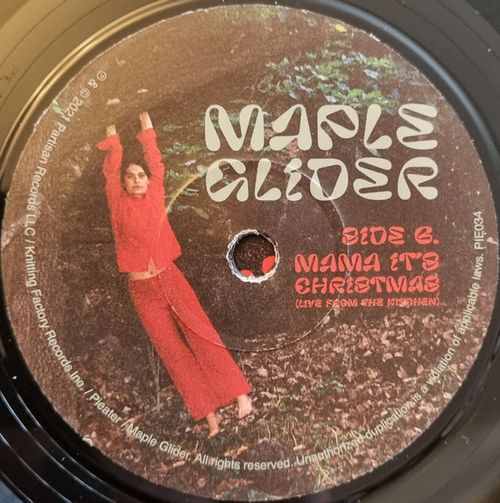 MAPLE
GLIDER
SIDE G.
MAMA IT'S
CHRISTMAS
(LIVE FROM THE KITCHEN)
℗ & © 2021 Partisan Records LLC / Knitting Factory Records, Inc. / Pieater / Maple Glider. All rights reserved. Unauthorized duplication is a violation of applicable laws. PIE034